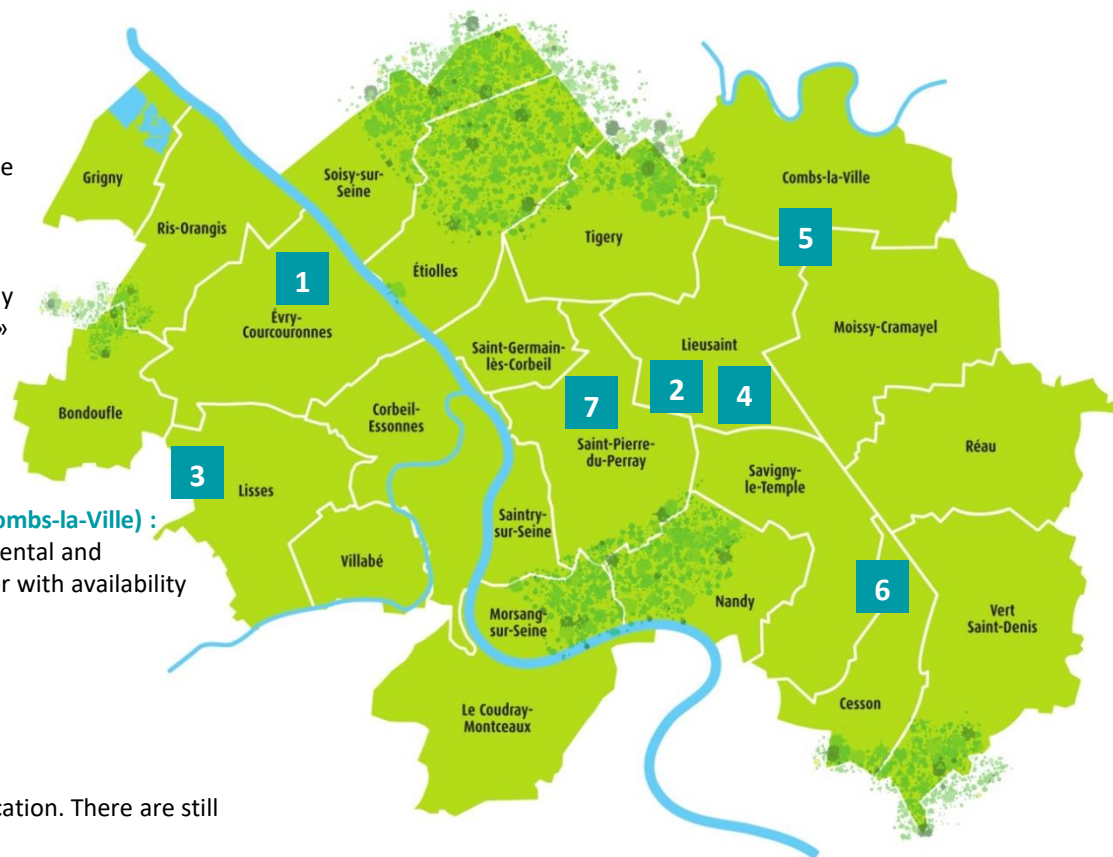 e
y
»
ombs-la-Ville) :
ental and
r with availability
cation. There are still
Grigny
Ris-Orangis
Soisy-sur-
Seine
Étiolles
Tigery
Combs-la-Ville
5
1
Évry-
Courcouronnes
Saint-Germain-
lès-Corbeil
Lieusaint
Moissy-Cramayel
Bondoufle
Corbeil-
Essonnes
7
2
4
Saint-Pierre-
du-Perray
Savigny-
le-Temple
Réau
3
Lisses
Saintry-
sur-Seine
Villabé
Morsang-
sur-Seine
Nandy
6
Vert
Saint-Denis
Le Coudray-
Montceaux
Cesson